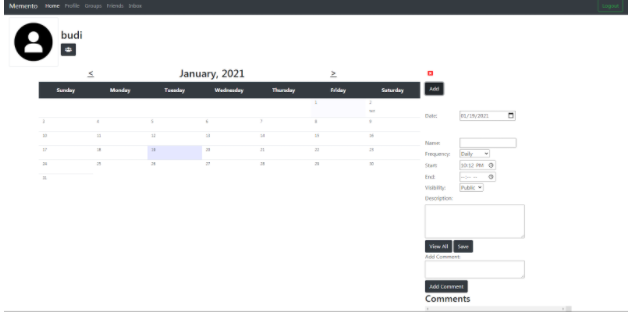 Memento Home Profile Groups Friends Inbox Logout
budi
< January, 2021 >
Sunday Monday Tuesday Wednesday Thursday Friday Saturday
1 2
3 4 5 6 7 8 9
10 11 12 13 14 15 16
17 18 19 20 21 22 23
24 25 26 27 28 29 30
31
Add
Date: 01/19/2021
Name:
Frequency: Daily
Start: 10:12 PM
End: --:-- --
Visibility: Public
Description:
View All Save
Add Comment:
Add Comment
Comments